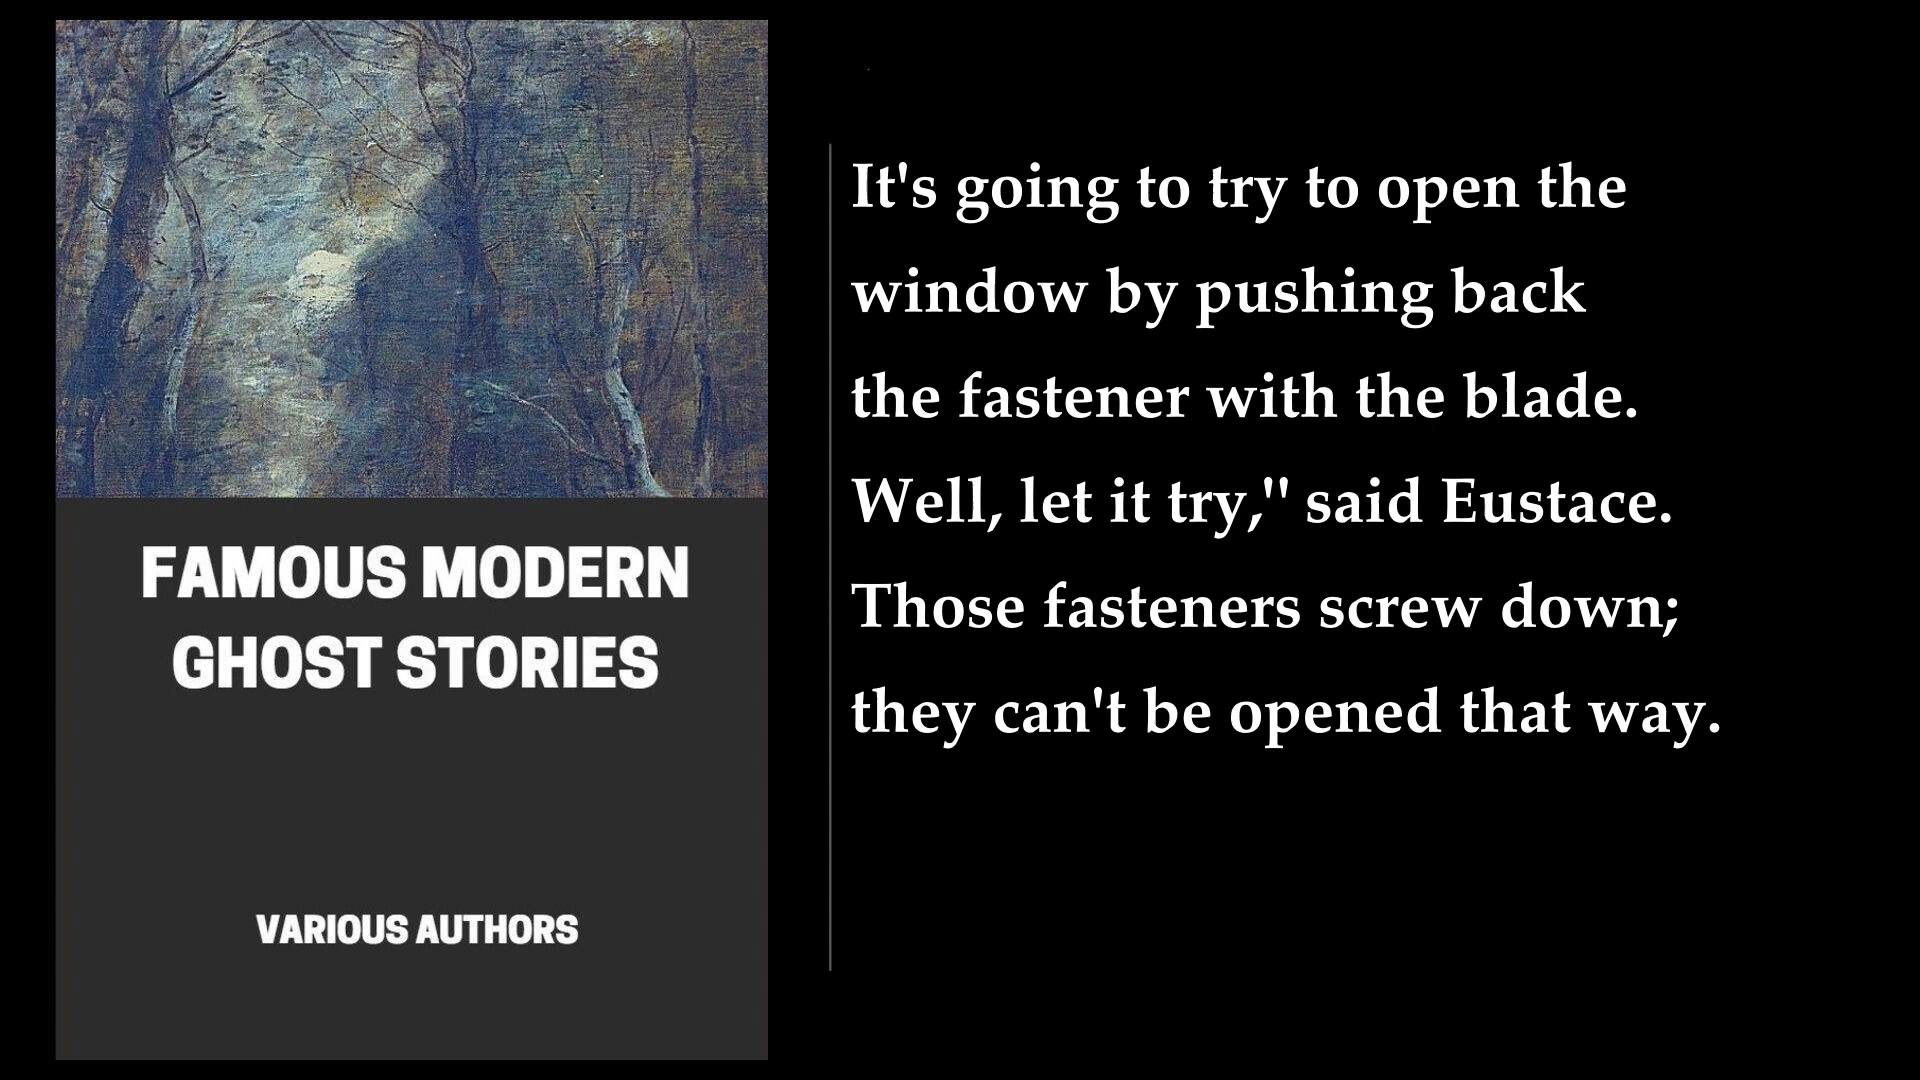 FAMOUS MODERN
GHOST STORIES
VARIOUS AUTHORS
It's going to try to open the
window by pushing back
the fastener with the blade.
Well, let it try," said Eustace.
Those fasteners screw down;
they can't be opened that way.